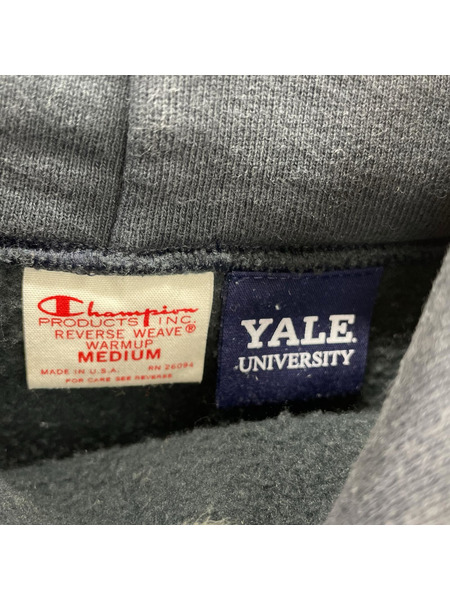 Champion
PRODUCTS INC.
REVERSE WEAVE®
WARMUP
MEDIUM
MADE IN U.S.A. RN 26094
FOR CARE SEE REVERSE
YALE
UNIVERSITY